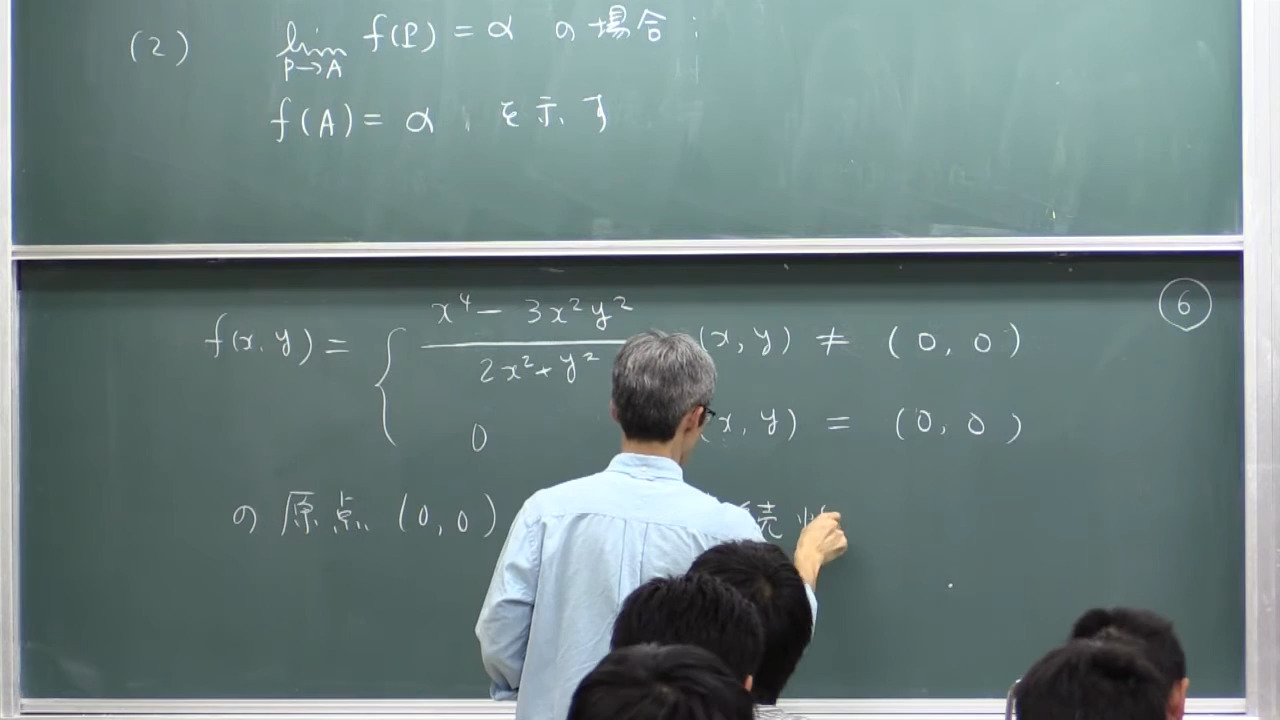 (2) lim f(P) = α の場合;
P→A
f(A) = α を示す
6
x⁴ - 3x²y²
f(x, y) = { (x, y) ≠ (0, 0)
2x² + y²
0 (x, y) = (0, 0)
の原点 (0, 0) 続性